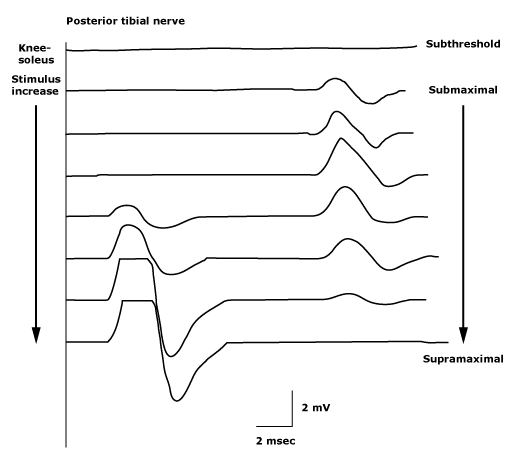 Posterior tibial nerve
Knee-
soleus
Subthreshold
Stimulus
increase
Submaximal
Supramaximal
2 mV
2 msec